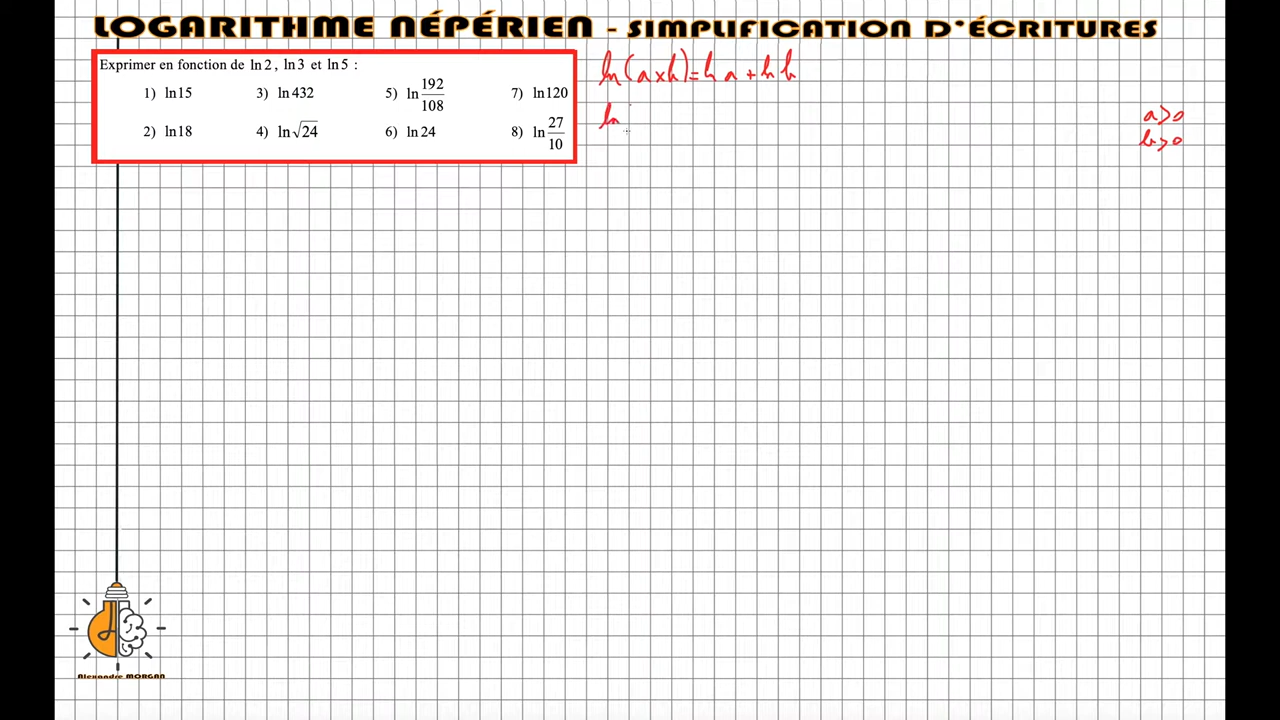 LOGARITHME NÉPÉRIEN - SIMPLIFICATION D'ÉCRITURES
Exprimer en fonction de ln 2 , ln 3 et ln 5 :
1) ln 15 3) ln 432 5) ln 192/108 7) ln 120
2) ln 18 4) ln √24 6) ln 24 8) ln 27/10
ln (a×b) = ln a + ln b
ln
a>0
b>0
Alexandre MORGAN